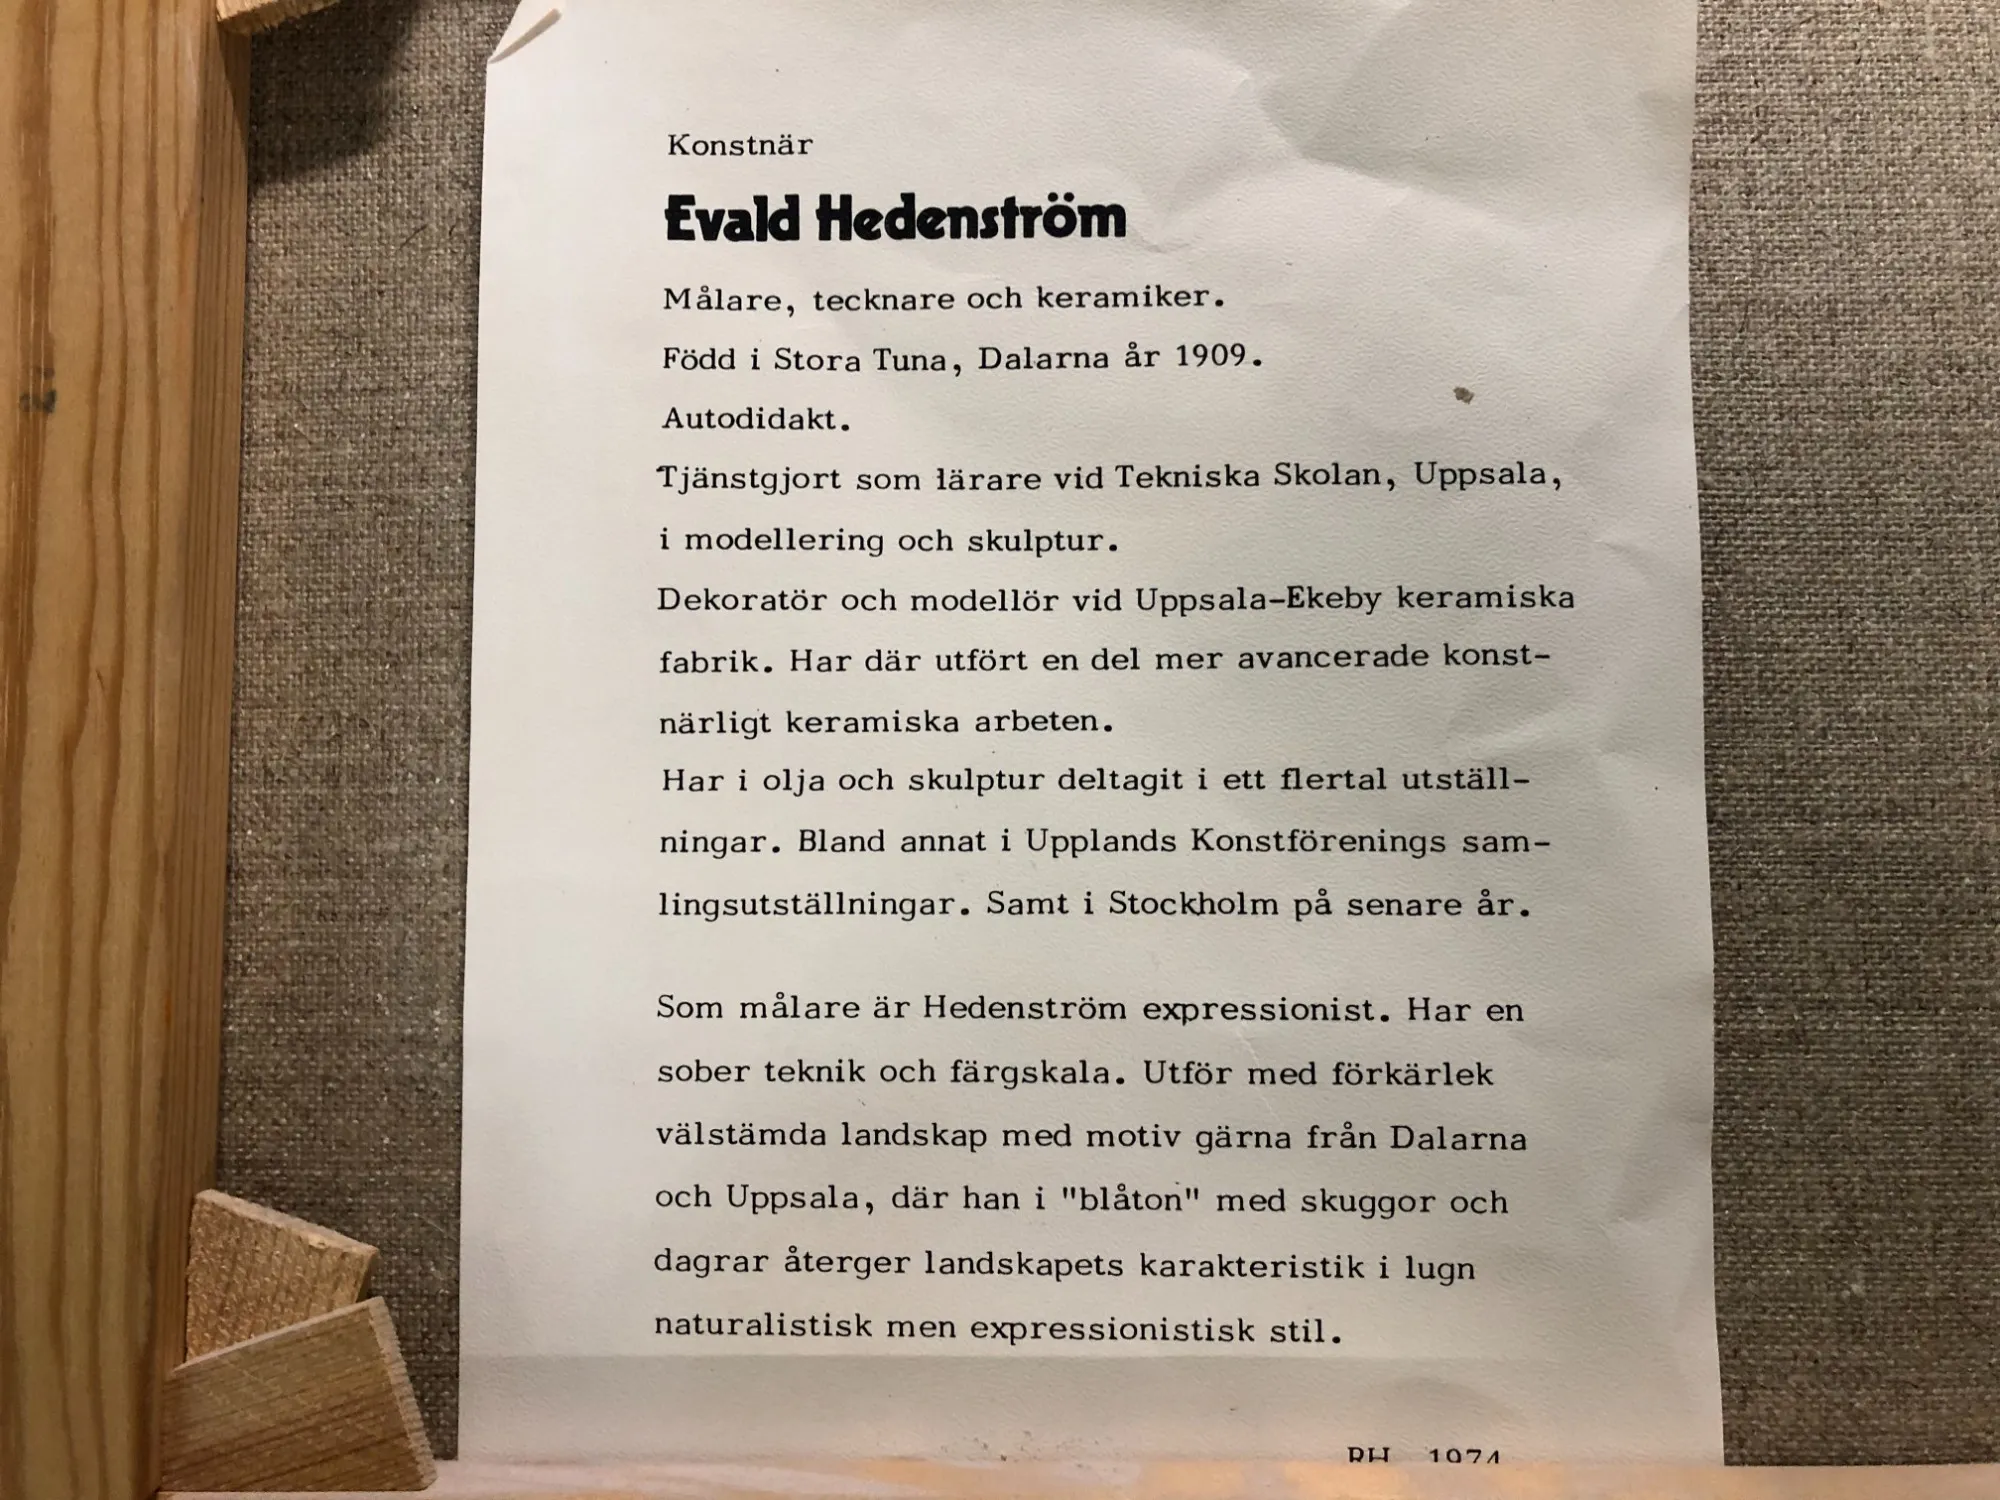 Konstnär
Evald Hedenström
Målare, tecknare och keramiker.
Född i Stora Tuna, Dalarna år 1909.
Autodidakt.
Tjänstgjort som lärare vid Tekniska Skolan, Uppsala,
i modellering och skulptur.
Dekoratör och modellör vid Uppsala-Ekeby keramiska
fabrik. Har där utfört en del mer avancerade konst-
närligt keramiska arbeten.
Har i olja och skulptur deltagit i ett flertal utställ-
ningar. Bland annat i Upplands Konstförenings sam-
lingsutställningar. Samt i Stockholm på senare år.
Som målare är Hedenström expressionist. Har en
sober teknik och färgskala. Utför med förkärlek
välstämda landskap med motiv gärna från Dalarna
och Uppsala, där han i "blåton" med skuggor och
dagrar återger landskapets karakteristik i lugn
naturalistisk men expressionistisk stil.
1974